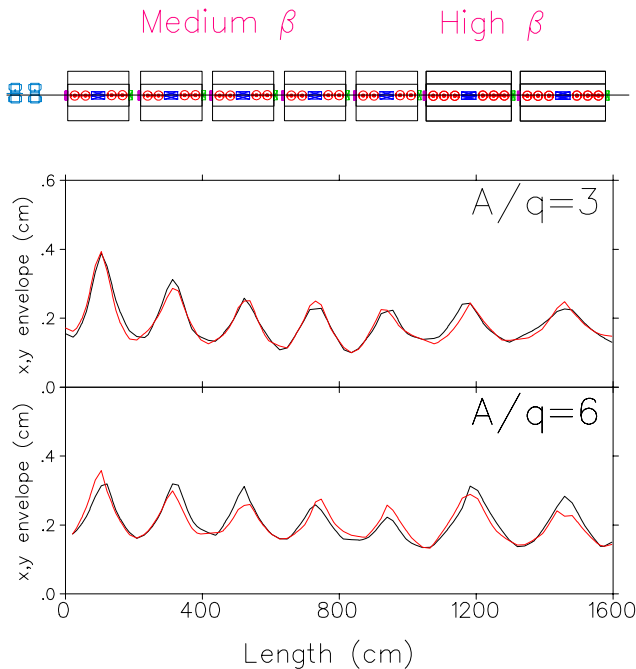 Medium β High β
A/q=3
x,y envelope (cm)
.6
.4
.2
.0
A/q=6
x,y envelope (cm)
.4
.2
.0
0 400 800 1200 1600
Length (cm)